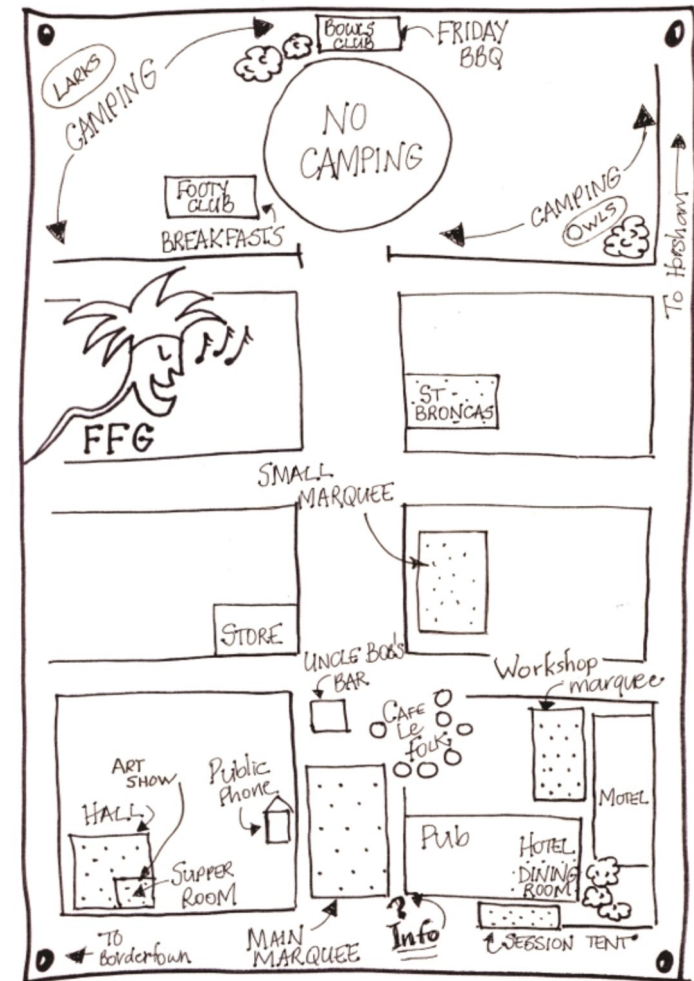 BOWLS
CLUB
FRIDAY
BBQ
LARKS
CAMPING
NO
CAMPING
FOOTY
CLUB
BREAKFASTS
CAMPING
OWLS
To Horsham
FFG
ST
BRONCAS
SMALL
MARQUEE
STORE
UNCLE BOB'S
BAR
CAFE
Le
FOLK
Workshop
marquee
ART
SHOW
HALL
Public
Phone
SUPPER
ROOM
Pub
HOTEL
DINING
ROOM
MOTEL
TO
Bordertown
MAIN
MARQUEE
?
Info
SESSION TENT